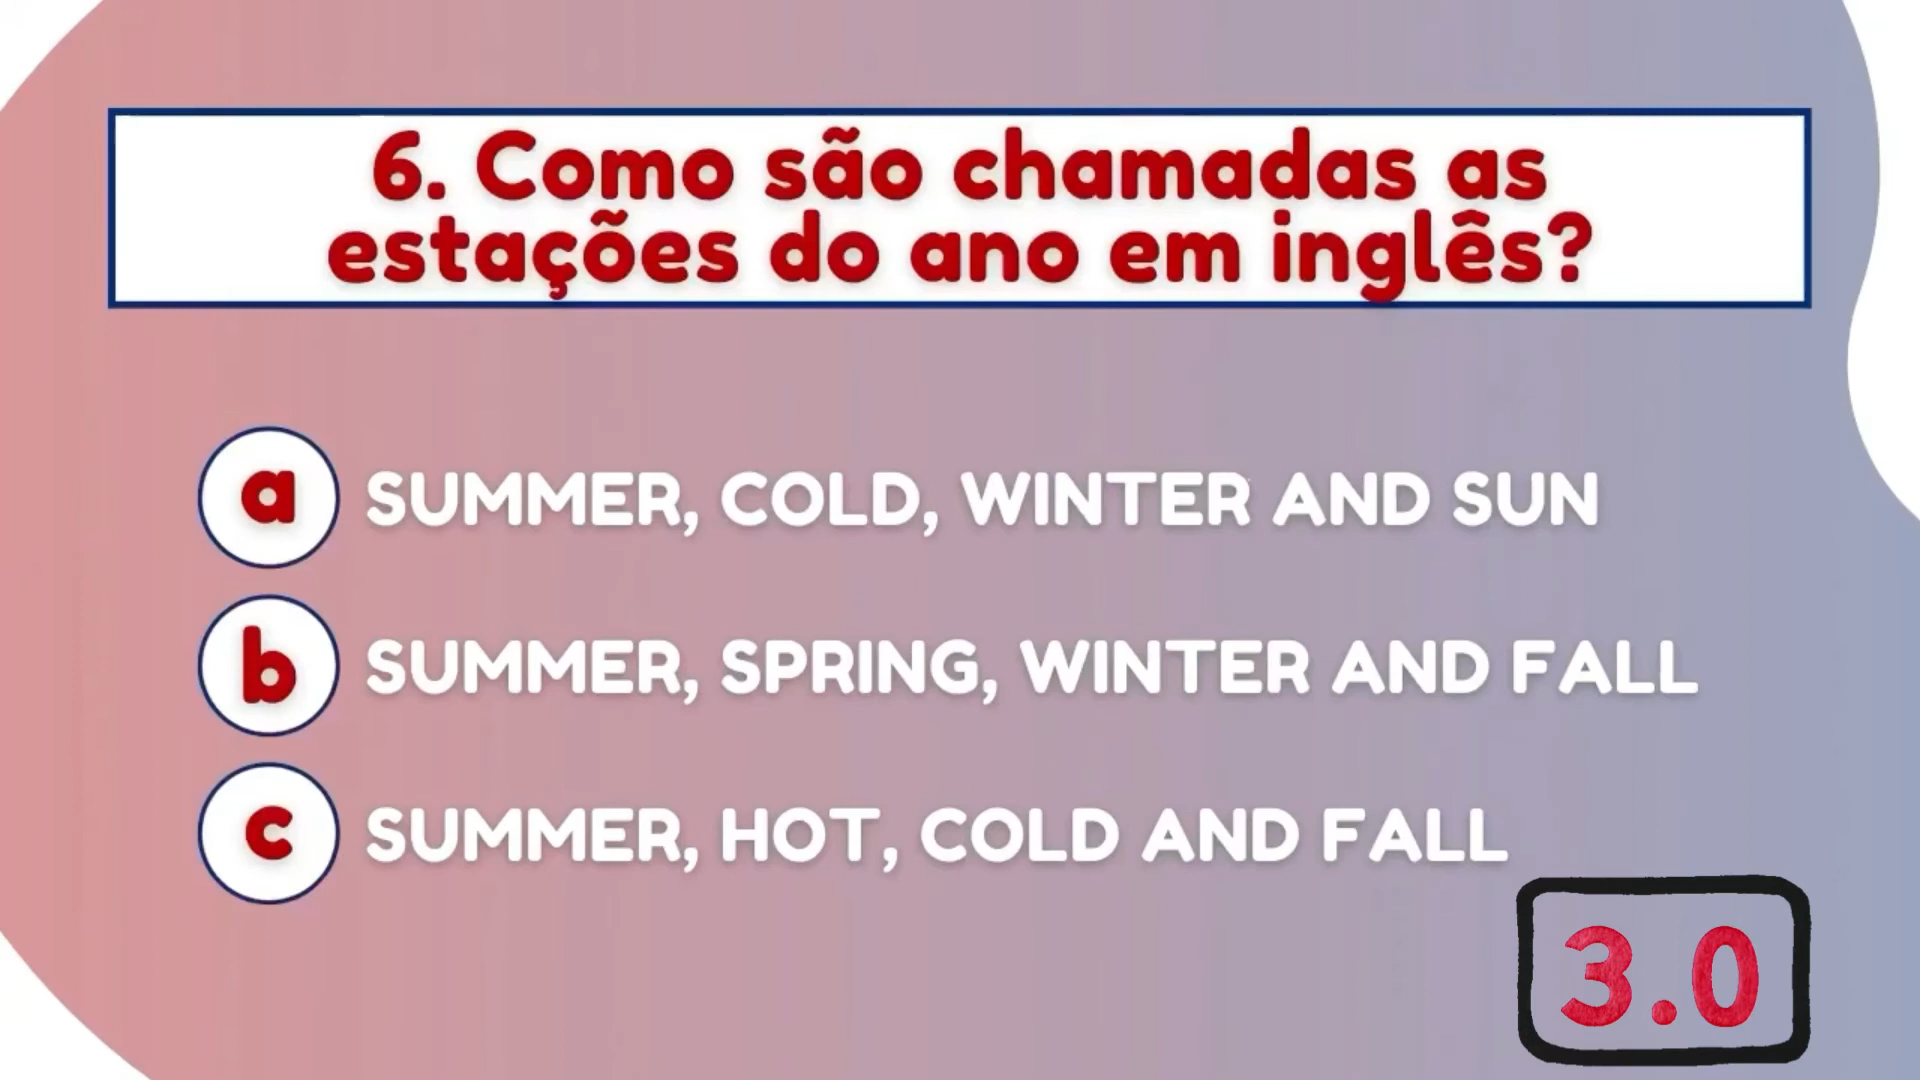 6. Como são chamadas as
estações do ano em inglês?
a SUMMER, COLD, WINTER AND SUN
b SUMMER, SPRING, WINTER AND FALL
c SUMMER, HOT, COLD AND FALL
3.0